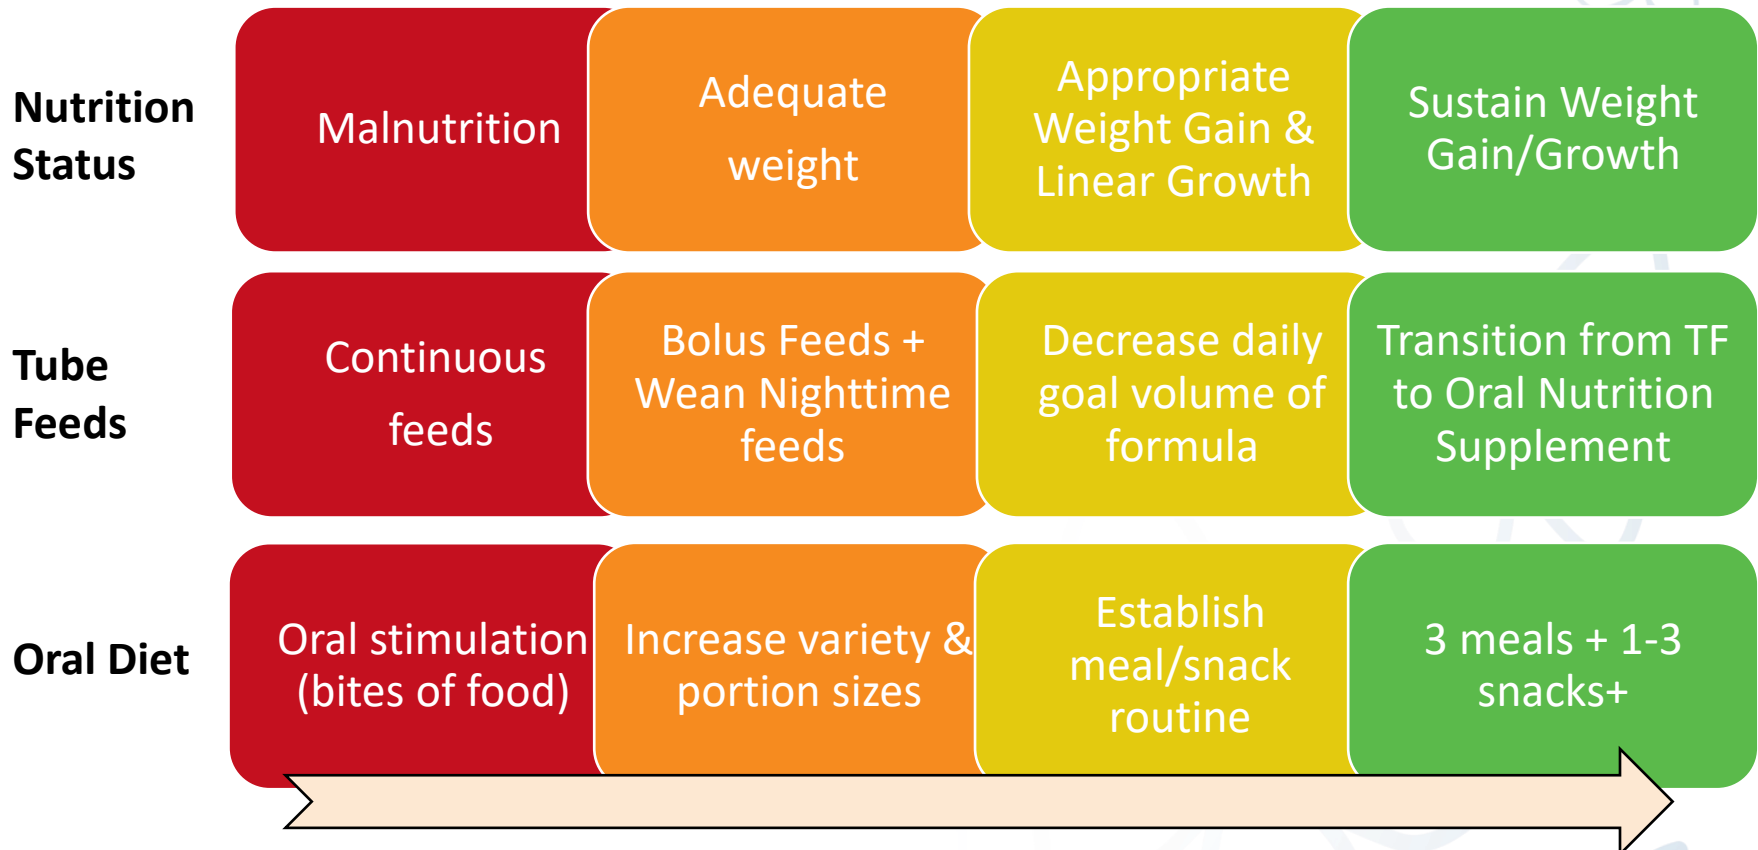 Nutrition
Status
Malnutrition
Adequate
weight
Appropriate
Weight Gain &
Linear Growth
Sustain Weight
Gain/Growth
Tube
Feeds
Continuous
feeds
Bolus Feeds +
Wean Nighttime
feeds
Decrease daily
goal volume of
formula
Transition from TF
to Oral Nutrition
Supplement
Oral Diet
Oral stimulation
(bites of food)
Increase variety &
portion sizes
Establish
meal/snack
routine
3 meals + 1-3
snacks+